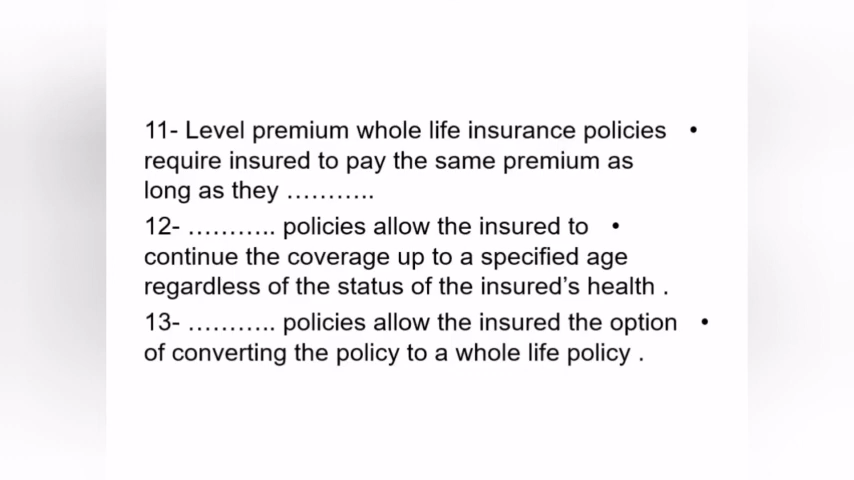 11- Level premium whole life insurance policies •
require insured to pay the same premium as
long as they ………..
12- ……….. policies allow the insured to •
continue the coverage up to a specified age
regardless of the status of the insured’s health .
13- ……….. policies allow the insured the option •
of converting the policy to a whole life policy .